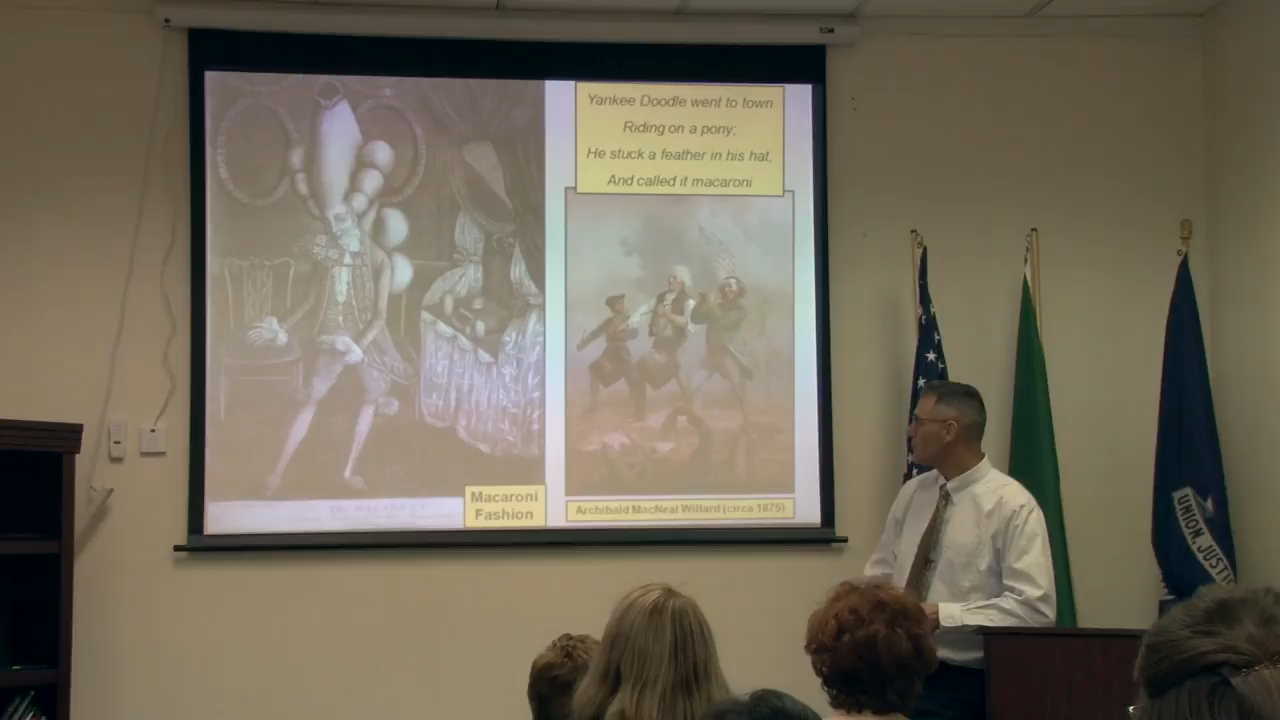 Yankee Doodle went to town
Riding on a pony;
He stuck a feather in his hat,
And called it macaroni
Macaroni
Fashion
Archibald MacNeal Willard (circa 1875)
UNION, JUSTI